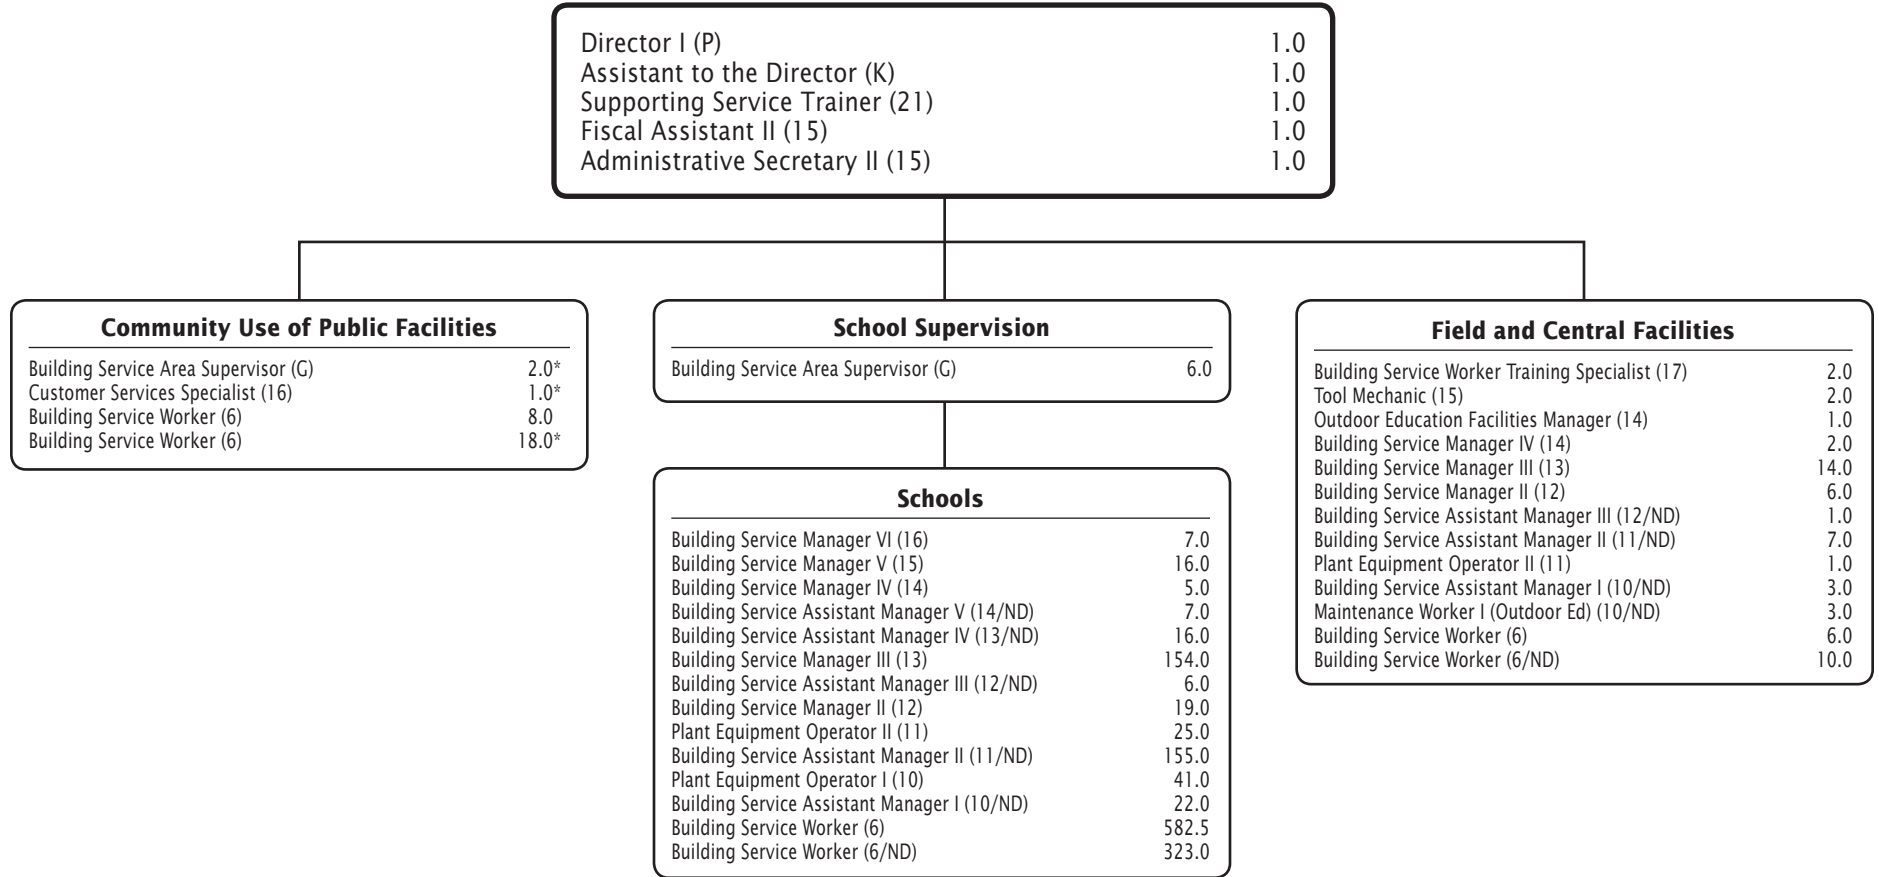 Director I (P) 1.0
Assistant to the Director (K) 1.0
Supporting Service Trainer (21) 1.0
Fiscal Assistant II (15) 1.0
Administrative Secretary II (15) 1.0
Community Use of Public Facilities
Building Service Area Supervisor (G) 2.0*
Customer Services Specialist (16) 1.0*
Building Service Worker (6) 8.0
Building Service Worker (6) 18.0*
School Supervision
Building Service Area Supervisor (G) 6.0
Schools
Building Service Manager VI (16) 7.0
Building Service Manager V (15) 16.0
Building Service Manager IV (14) 5.0
Building Service Assistant Manager V (14/ND) 7.0
Building Service Assistant Manager IV (13/ND) 16.0
Building Service Manager III (13) 154.0
Building Service Assistant Manager III (12/ND) 6.0
Building Service Manager II (12) 19.0
Plant Equipment Operator II (11) 25.0
Building Service Assistant Manager II (11/ND) 155.0
Plant Equipment Operator I (10) 41.0
Building Service Assistant Manager I (10/ND) 22.0
Building Service Worker (6) 582.5
Building Service Worker (6/ND) 323.0
Field and Central Facilities
Building Service Worker Training Specialist (17) 2.0
Tool Mechanic (15) 2.0
Outdoor Education Facilities Manager (14) 1.0
Building Service Manager IV (14) 2.0
Building Service Manager III (13) 14.0
Building Service Manager II (12) 6.0
Building Service Assistant Manager III (12/ND) 1.0
Building Service Assistant Manager II (11/ND) 7.0
Plant Equipment Operator II (11) 1.0
Building Service Assistant Manager I (10/ND) 3.0
Maintenance Worker I (Outdoor Ed) (10/ND) 3.0
Building Service Worker (6) 6.0
Building Service Worker (6/ND) 10.0